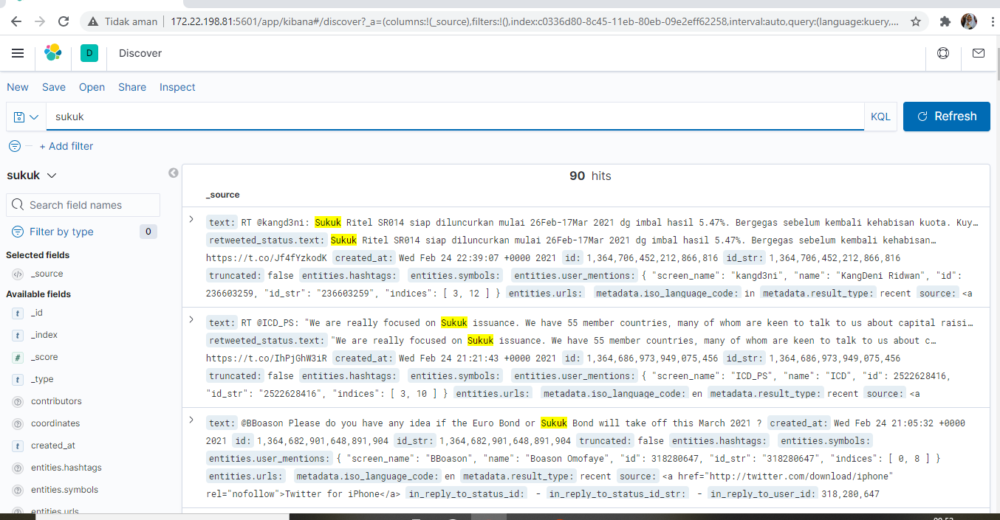 Tidak aman 172.22.198.81:5601/app/kibana#/discover?_a=(columns:!(_source),filters:!(),index:c0336d80-8c45-11eb-80eb-09e2eff62258,interval:auto,query:(language:kuery,...
D Discover
New Save Open Share Inspect
sukuk KQL Refresh
+ Add filter
sukuk
Search field names
Filter by type 0
Selected fields
_source
Available fields
_id
_index
_score
_type
contributors
coordinates
created_at
entities.hashtags
entities.symbols
entities.urls
90 hits
_source
text: RT @kangd3ni: Sukuk Ritel SR014 siap diluncurkan mulai 26Feb-17Mar 2021 dg imbal hasil 5.47%. Bergegas sebelum kembali kehabisan kuota. Kuy…
retweeted_status.text: Sukuk Ritel SR014 siap diluncurkan mulai 26Feb-17Mar 2021 dg imbal hasil 5.47%. Bergegas sebelum kembali kehabisan…
https://t.co/Jf4fYzkodK created_at: Wed Feb 24 22:39:07 +0000 2021 id: 1,364,706,452,212,866,816 id_str: 1,364,706,452,212,866,816
truncated: false entities.hashtags: entities.symbols: entities.user_mentions: { "screen_name": "kangd3ni", "name": "KangDeni Ridwan", "id":
236603259, "id_str": "236603259", "indices": [ 3, 12 ] } entities.urls: metadata.iso_language_code: in metadata.result_type: recent source: <a
text: RT @ICD_PS: "We are really focused on Sukuk issuance. We have 55 member countries, many of whom are keen to talk to us about capital raisi…
retweeted_status.text: "We are really focused on Sukuk issuance. We have 55 member countries, many of whom are keen to talk to us about c…
https://t.co/IhPjGhW3iR created_at: Wed Feb 24 21:21:43 +0000 2021 id: 1,364,686,973,949,075,456 id_str: 1,364,686,973,949,075,456
truncated: false entities.hashtags: entities.symbols: entities.user_mentions: { "screen_name": "ICD_PS", "name": "ICD", "id": 2522628416,
"id_str": "2522628416", "indices": [ 3, 10 ] } entities.urls: metadata.iso_language_code: en metadata.result_type: recent source: <a
text: @BBoason Please do you have any idea if the Euro Bond or Sukuk Bond will take off this March 2021 ? created_at: Wed Feb 24 21:05:32 +0000
2021 id: 1,364,682,901,648,891,904 id_str: 1,364,682,901,648,891,904 truncated: false entities.hashtags: entities.symbols:
entities.user_mentions: { "screen_name": "BBoason", "name": "Boason Omofaye", "id": 318280647, "id_str": "318280647", "indices": [ 0, 8 ] }
entities.urls: metadata.iso_language_code: en metadata.result_type: recent source: <a href="http://twitter.com/download/iphone"
rel="nofollow">Twitter for iPhone</a> in_reply_to_status_id: - in_reply_to_status_id_str: - in_reply_to_user_id: 318,280,647